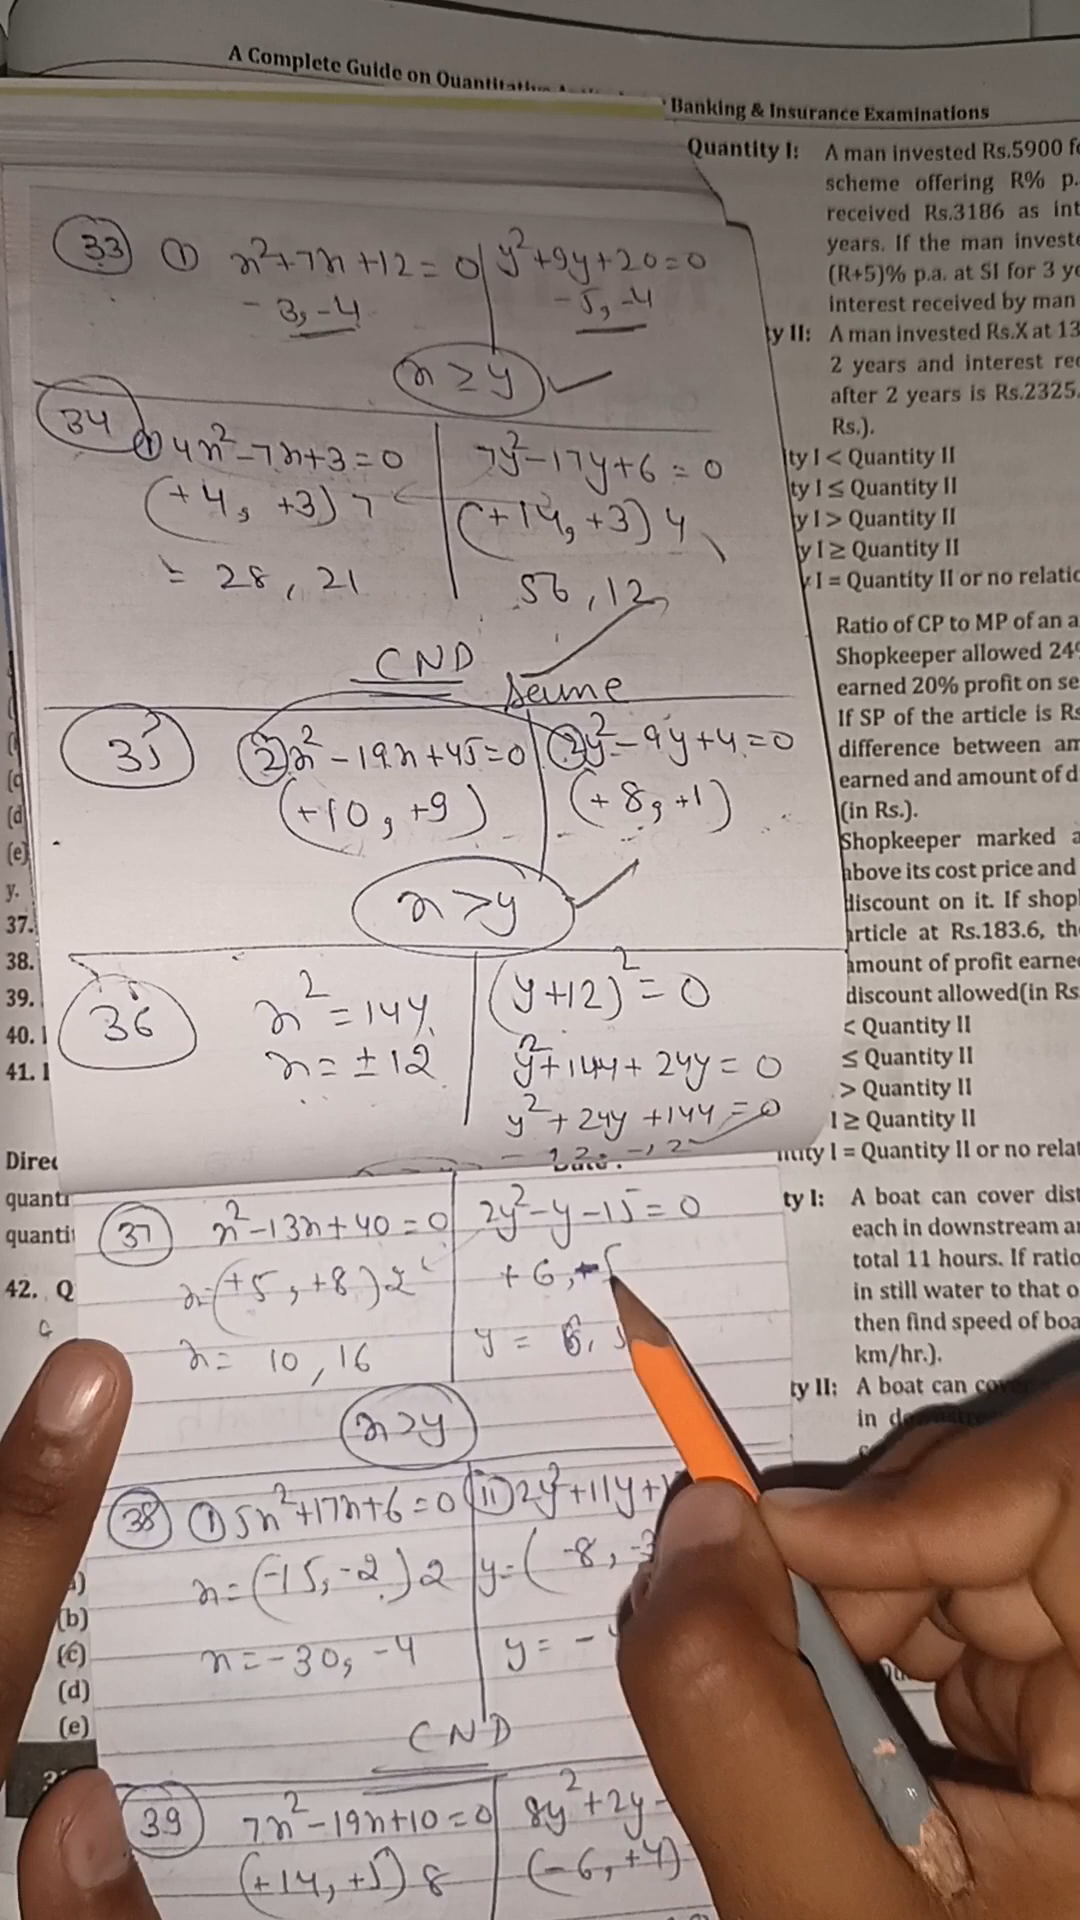 A Complete Guide on
Banking & Insurance Examinations
Quantity I: A man invested Rs.5900
scheme offering R% p.
received Rs.3186 as int
years. If the man investe
(R+5)% p.a. at SI for 3
interest received by man
y II: A man invested Rs.X at 13
2 years and interest re
after 2 years is Rs.2325
Rs.).
ty I < Quantity II
ty I ≤ Quantity II
y I > Quantity II
y I ≥ Quantity II
I = Quantity II or no relatio
Ratio of CP to MP of an a
Shopkeeper allowed 24
earned 20% profit on se
If SP of the article is Rs
difference between am
earned and amount of d
(in Rs.).
Shopkeeper marked a
above its cost price and
discount on it. If shop
article at Rs.183.6, th
amount of profit earne
discount allowed(in Rs
< Quantity II
≤ Quantity II
> Quantity II
I ≥ Quantity II
ntity I = Quantity II or no relat
ty I: A boat can cover dist
each in downstream a
total 11 hours. If ratio
in still water to that o
then find speed of boa
km/hr.).
ty II: A boat can
in
33 ① x²+7x+12=0 y²+9y+20=0
-3,-4 -5,-4
x≥y ✓
34 ① 4x²-7x+3=0 7y²-17y+6=0
(+4, +3) 7 (+14, +3) 4
= 28, 21 56, 12
CND
Same
35 2x²-19x+45=0 2y²-9y+4=0
(+10, +9) (+8, +1)
x>y ✓
36 x²=144 (y+12)²=0
x=±12 y²+144+24y=0
y²+24y+144=0
-12, -12
37 x²-13x+40=0 2y²-y-15=0
x=(+5, +8)2 +6, -5
x= 10, 16 y = 6,
x>y
38 ① 5x²+17x+6=0 ⑪ 2y²+11y+1
x=(-15,-2)2 y=(-8, -3
x=-30, -4 y = -
CND
39 7x²-19x+10=0 8y²+2y-
(+14, +5) 8 (-6, +4)
(d
(e)
y.
37.
38.
39.
40.
41.
Direc
quanti
quanti
42. Q
(b)
(c)
(d)
(e)